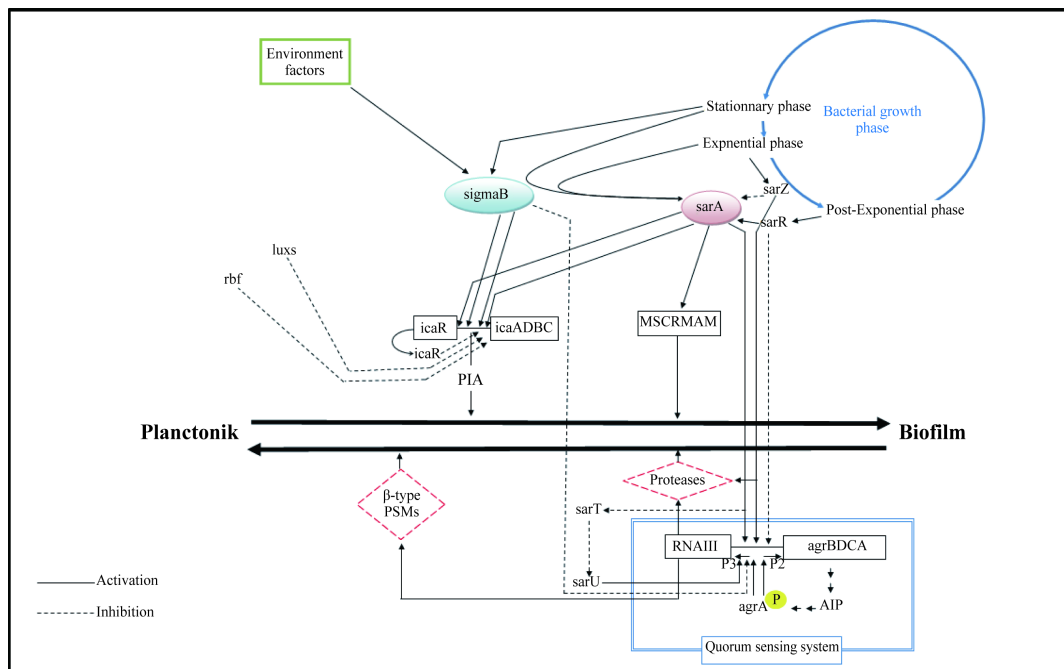 Environment
factors
Stationnary phase
Bacterial growth
phase
Expnential phase
sigmaB
sarZ
sarA
Post-Exponential phase
sarR
luxs
rbf
icaR
icaADBC
MSCRMAM
icaR
PIA
Planctonik
Biofilm
β-type
PSMs
Proteases
sarT
RNAIII
agrBDCA
P3
P2
sarU
agrA
P
AIP
Activation
Inhibition
Quorum sensing system